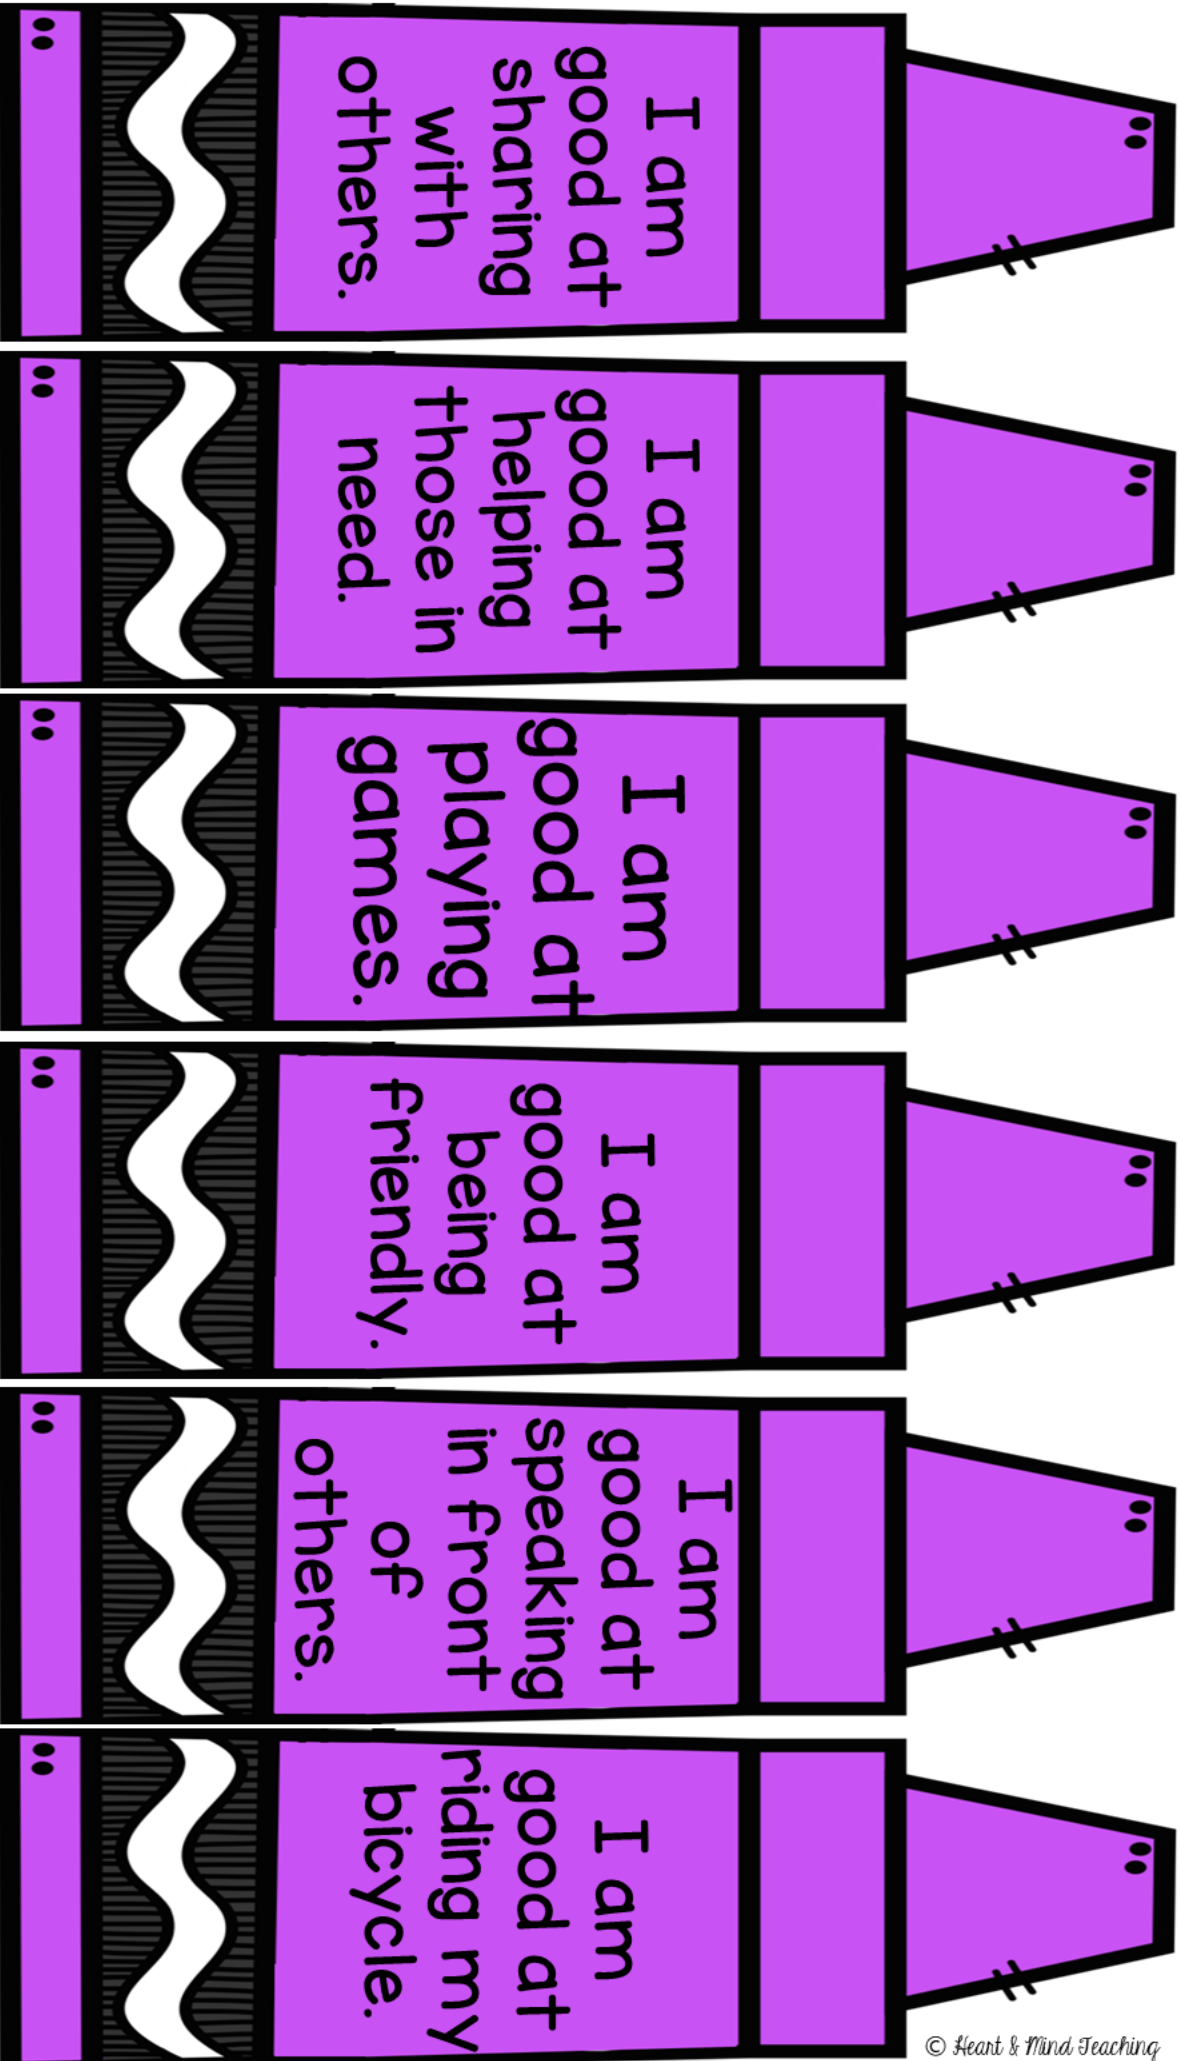 I am
good at
sharing
with
others.
I am
good at
helping
those in
need.
I am
good at
playing
games.
I am
good at
being
friendly.
I am
good at
speaking
in front
of
others.
I am
good at
riding my
bicycle.
© Heart & Mind Teaching